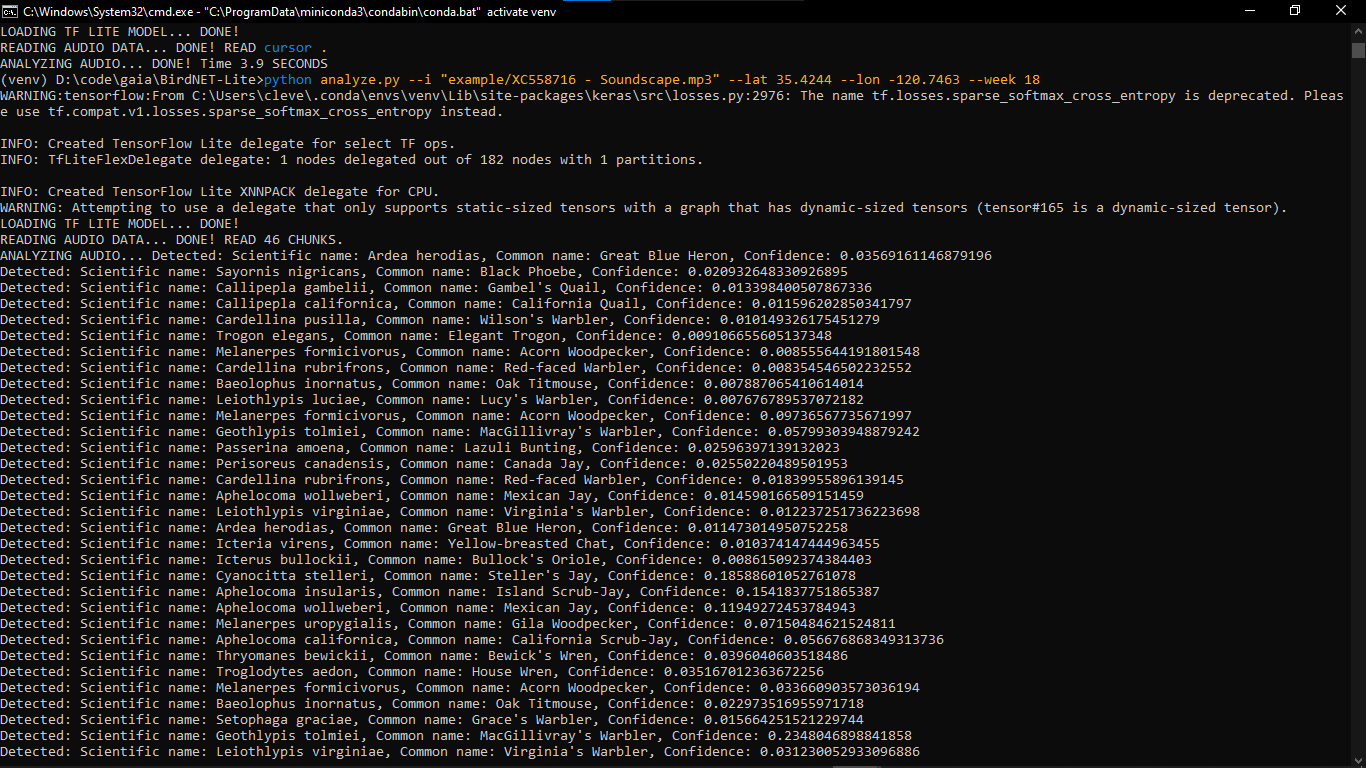 C:\Windows\System32\cmd.exe - "C:\ProgramData\miniconda3\condabin\conda.bat" activate venv
LOADING TF LITE MODEL... DONE!
READING AUDIO DATA... DONE! READ cursor .
ANALYZING AUDIO... DONE! Time 3.9 SECONDS
(venv) D:\code\gaia\BirdNET-Lite>python analyze.py --i "example/XC558716 - Soundscape.mp3" --lat 35.4244 --lon -120.7463 --week 18
WARNING:tensorflow:From C:\Users\cleve\.conda\envs\venv\Lib\site-packages\keras\src\losses.py:2976: The name tf.losses.sparse_softmax_cross_entropy is deprecated. Pleas
e use tf.compat.v1.losses.sparse_softmax_cross_entropy instead.
INFO: Created TensorFlow Lite delegate for select TF ops.
INFO: TfLiteFlexDelegate delegate: 1 nodes delegated out of 182 nodes with 1 partitions.
INFO: Created TensorFlow Lite XNNPACK delegate for CPU.
WARNING: Attempting to use a delegate that only supports static-sized tensors with a graph that has dynamic-sized tensors (tensor#165 is a dynamic-sized tensor).
LOADING TF LITE MODEL... DONE!
READING AUDIO DATA... DONE! READ 46 CHUNKS.
ANALYZING AUDIO... Detected: Scientific name: Ardea herodias, Common name: Great Blue Heron, Confidence: 0.03569161146879196
Detected: Scientific name: Sayornis nigricans, Common name: Black Phoebe, Confidence: 0.020932648330926895
Detected: Scientific name: Callipepla gambelii, Common name: Gambel's Quail, Confidence: 0.013398400507867336
Detected: Scientific name: Callipepla californica, Common name: California Quail, Confidence: 0.011596202850341797
Detected: Scientific name: Cardellina pusilla, Common name: Wilson's Warbler, Confidence: 0.010149326175451279
Detected: Scientific name: Trogon elegans, Common name: Elegant Trogon, Confidence: 0.009106655605137348
Detected: Scientific name: Melanerpes formicivorus, Common name: Acorn Woodpecker, Confidence: 0.008555644191801548
Detected: Scientific name: Cardellina rubrifrons, Common name: Red-faced Warbler, Confidence: 0.008354546502232552
Detected: Scientific name: Baeolophus inornatus, Common name: Oak Titmouse, Confidence: 0.007887065410614014
Detected: Scientific name: Leiothlypis luciae, Common name: Lucy's Warbler, Confidence: 0.007676789537072182
Detected: Scientific name: Melanerpes formicivorus, Common name: Acorn Woodpecker, Confidence: 0.09736567735671997
Detected: Scientific name: Geothlypis tolmiei, Common name: MacGillivray's Warbler, Confidence: 0.05799303948879242
Detected: Scientific name: Passerina amoena, Common name: Lazuli Bunting, Confidence: 0.02596397139132023
Detected: Scientific name: Perisoreus canadensis, Common name: Canada Jay, Confidence: 0.02550220489501953
Detected: Scientific name: Cardellina rubrifrons, Common name: Red-faced Warbler, Confidence: 0.01839955896139145
Detected: Scientific name: Aphelocoma wollweberi, Common name: Mexican Jay, Confidence: 0.014590166509151459
Detected: Scientific name: Leiothlypis virginiae, Common name: Virginia's Warbler, Confidence: 0.012237251736223698
Detected: Scientific name: Ardea herodias, Common name: Great Blue Heron, Confidence: 0.011473014950752258
Detected: Scientific name: Icteria virens, Common name: Yellow-breasted Chat, Confidence: 0.010374147444963455
Detected: Scientific name: Icterus bullockii, Common name: Bullock's Oriole, Confidence: 0.008615092374384403
Detected: Scientific name: Cyanocitta stelleri, Common name: Steller's Jay, Confidence: 0.18588601052761078
Detected: Scientific name: Aphelocoma insularis, Common name: Island Scrub-Jay, Confidence: 0.1541837751865387
Detected: Scientific name: Aphelocoma wollweberi, Common name: Mexican Jay, Confidence: 0.11949272453784943
Detected: Scientific name: Melanerpes uropygialis, Common name: Gila Woodpecker, Confidence: 0.07150484621524811
Detected: Scientific name: Aphelocoma californica, Common name: California Scrub-Jay, Confidence: 0.056676868349313736
Detected: Scientific name: Thryomanes bewickii, Common name: Bewick's Wren, Confidence: 0.0396040603518486
Detected: Scientific name: Troglodytes aedon, Common name: House Wren, Confidence: 0.035167012363672256
Detected: Scientific name: Melanerpes formicivorus, Common name: Acorn Woodpecker, Confidence: 0.033660903573036194
Detected: Scientific name: Baeolophus inornatus, Common name: Oak Titmouse, Confidence: 0.022973516955971718
Detected: Scientific name: Setophaga graciae, Common name: Grace's Warbler, Confidence: 0.015664251521229744
Detected: Scientific name: Geothlypis tolmiei, Common name: MacGillivray's Warbler, Confidence: 0.2348046898841858
Detected: Scientific name: Leiothlypis virginiae, Common name: Virginia's Warbler, Confidence: 0.031230052933096886